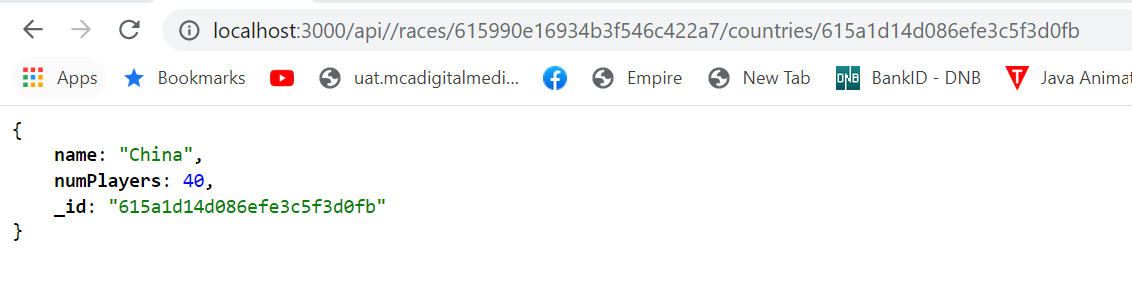 localhost:3000/api//races/615990e16934b3f546c422a7/countries/615a1d14d086efe3c5f3d0fb
Apps Bookmarks uat.mcadigitalmedi... Empire DNB New Tab BankID - DNB T Java Animat
{
name: "China",
numPlayers: 40,
_id: "615a1d14d086efe3c5f3d0fb"
}